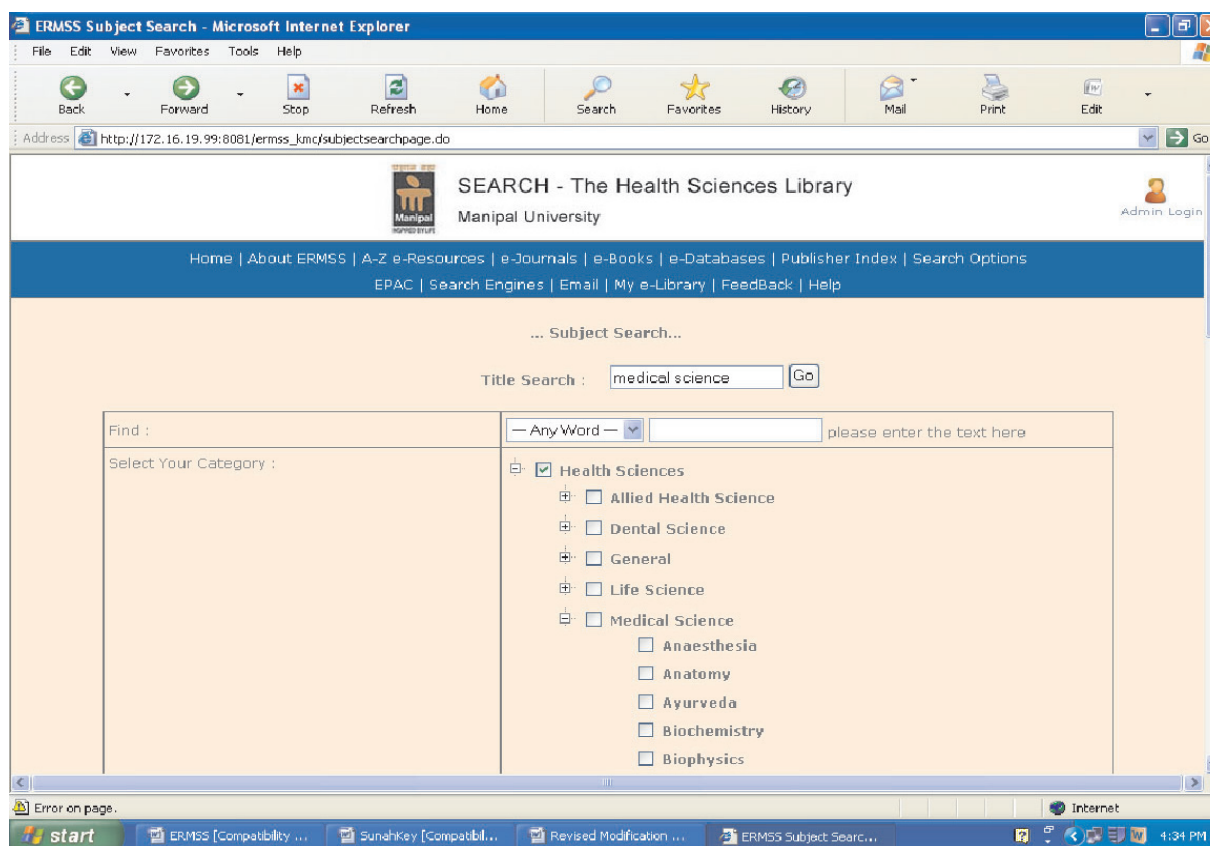 ERMSS Subject Search - Microsoft Internet Explorer
File Edit View Favorites Tools Help
Back Forward Stop Refresh Home Search Favorites History Mail Print Edit
Address http://172.16.19.99:8081/ermss_kmc/subjectsearchpage.do Go
SEARCH - The Health Sciences Library
Manipal
Manipal University
Admin Login
Home | About ERMSS | A-Z e-Resources | e-Journals | e-Books | e-Databases | Publisher Index | Search Options
EPAC | Search Engines | Email | My e-Library | FeedBack | Help
... Subject Search...
Title Search : medical science Go
Find : — Any Word — please enter the text here
Select Your Category :
Health Sciences
Allied Health Science
Dental Science
General
Life Science
Medical Science
Anaesthesia
Anatomy
Ayurveda
Biochemistry
Biophysics
Error on page. Internet
start ERMSS [Compatibility ... SunahKey [Compatibil... Revised Modification ... ERMSS Subject Searc... 4:34 PM